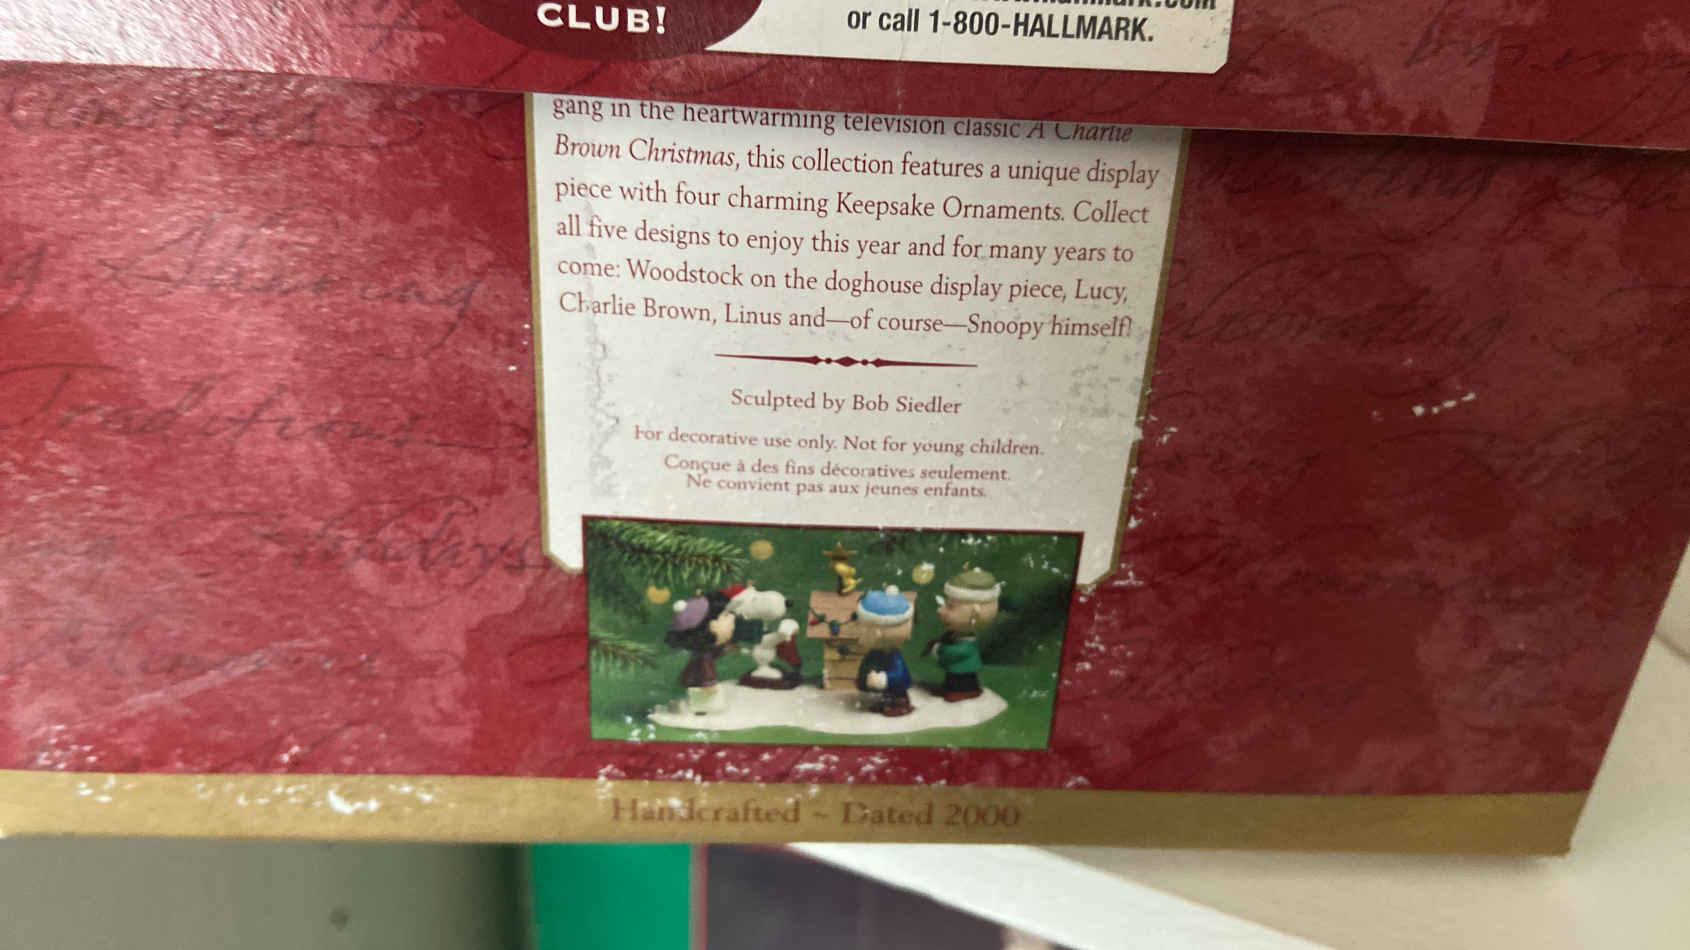 CLUB!
or call 1-800-HALLMARK.
gang in the heartwarming television classic A Charlie
Brown Christmas, this collection features a unique display
piece with four charming Keepsake Ornaments. Collect
all five designs to enjoy this year and for many years to
come: Woodstock on the doghouse display piece, Lucy,
Charlie Brown, Linus and—of course—Snoopy himself!
Sculpted by Bob Siedler
For decorative use only. Not for young children.
Conçue à des fins décoratives seulement.
Ne convient pas aux jeunes enfants.
Handcrafted ~ Dated 2000
Sharing
Traditions
Holidays